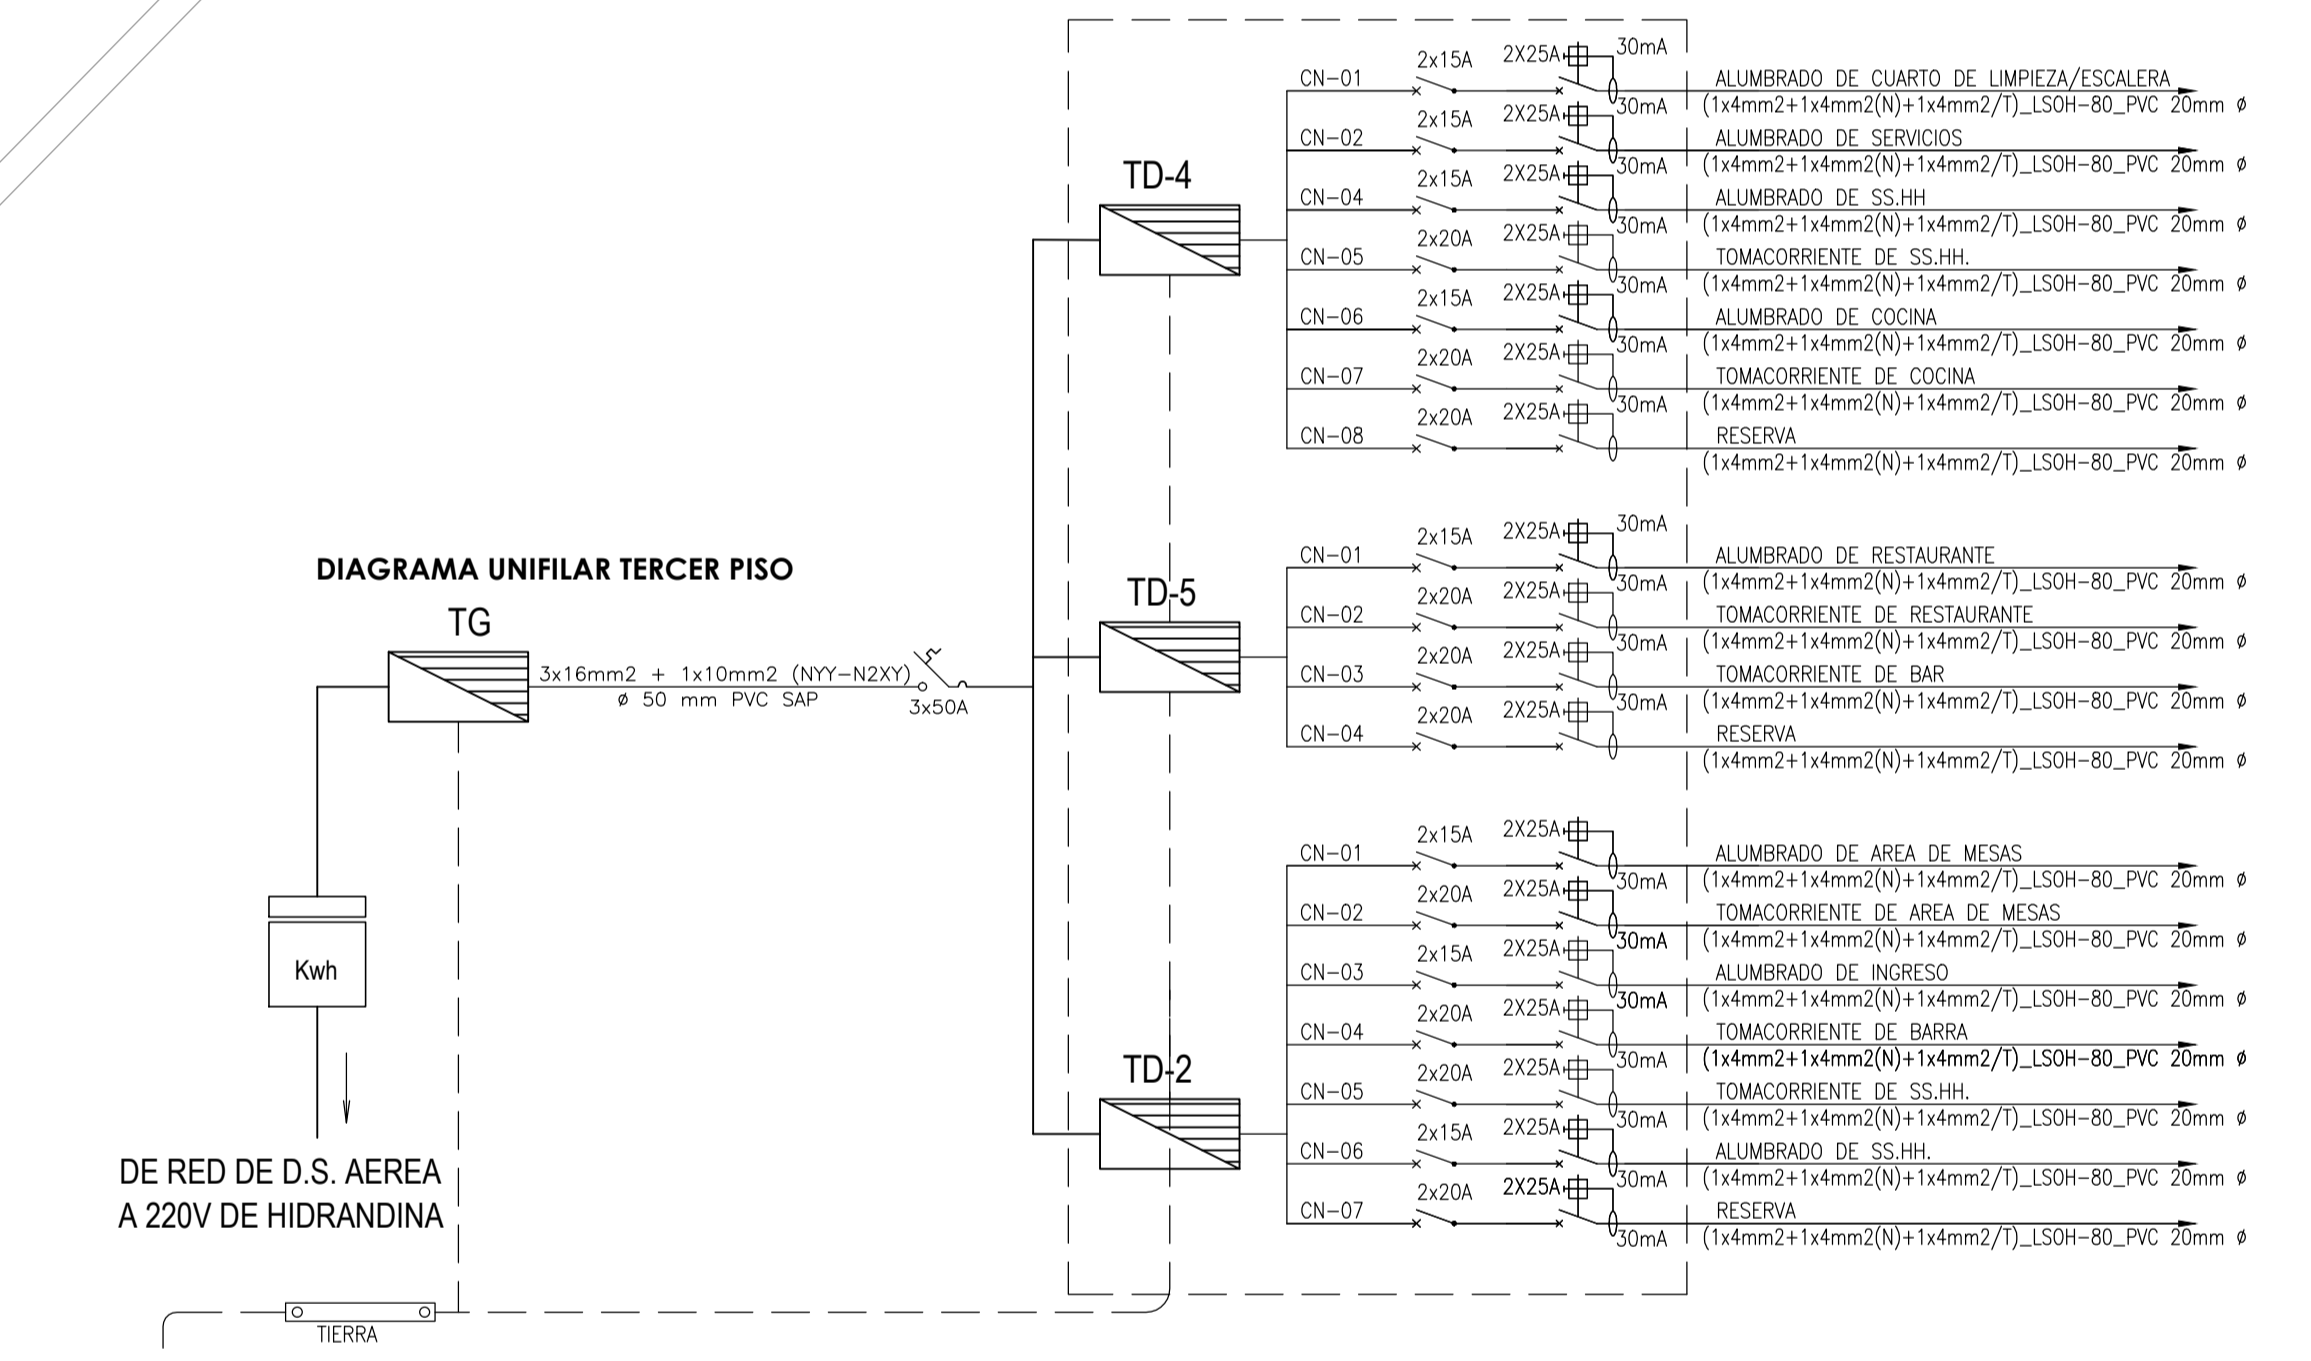 DIAGRAMA UNIFILAR TERCER PISO
TG
3x16mm2 + 1x10mm2 (NYY-N2XY)
ø 50 mm PVC SAP
3x50A
Kwh
DE RED DE D.S. AEREA
A 220V DE HIDRANDINA
TIERRA
TD-4
CN-01 2x15A 2X25A 30mA ALUMBRADO DE CUARTO DE LIMPIEZA/ESCALERA
(1x4mm2+1x4mm2(N)+1x4mm2/T)_LSOH-80_PVC 20mm ø
CN-02 2x15A 2X25A 30mA ALUMBRADO DE SERVICIOS
(1x4mm2+1x4mm2(N)+1x4mm2/T)_LSOH-80_PVC 20mm ø
CN-04 2x15A 2X25A 30mA ALUMBRADO DE SS.HH
(1x4mm2+1x4mm2(N)+1x4mm2/T)_LSOH-80_PVC 20mm ø
CN-05 2x20A 2X25A 30mA TOMACORRIENTE DE SS.HH.
(1x4mm2+1x4mm2(N)+1x4mm2/T)_LSOH-80_PVC 20mm ø
CN-06 2x15A 2X25A 30mA ALUMBRADO DE COCINA
(1x4mm2+1x4mm2(N)+1x4mm2/T)_LSOH-80_PVC 20mm ø
CN-07 2x20A 2X25A 30mA TOMACORRIENTE DE COCINA
(1x4mm2+1x4mm2(N)+1x4mm2/T)_LSOH-80_PVC 20mm ø
CN-08 2x20A 2X25A 30mA RESERVA
(1x4mm2+1x4mm2(N)+1x4mm2/T)_LSOH-80_PVC 20mm ø
TD-5
CN-01 2x15A 2X25A 30mA ALUMBRADO DE RESTAURANTE
(1x4mm2+1x4mm2(N)+1x4mm2/T)_LSOH-80_PVC 20mm ø
CN-02 2x20A 2X25A 30mA TOMACORRIENTE DE RESTAURANTE
(1x4mm2+1x4mm2(N)+1x4mm2/T)_LSOH-80_PVC 20mm ø
CN-03 2x20A 2X25A 30mA TOMACORRIENTE DE BAR
(1x4mm2+1x4mm2(N)+1x4mm2/T)_LSOH-80_PVC 20mm ø
CN-04 2x20A 2X25A 30mA RESERVA
(1x4mm2+1x4mm2(N)+1x4mm2/T)_LSOH-80_PVC 20mm ø
TD-2
CN-01 2x15A 2X25A 30mA ALUMBRADO DE AREA DE MESAS
(1x4mm2+1x4mm2(N)+1x4mm2/T)_LSOH-80_PVC 20mm ø
CN-02 2x20A 2X25A 30mA TOMACORRIENTE DE AREA DE MESAS
(1x4mm2+1x4mm2(N)+1x4mm2/T)_LSOH-80_PVC 20mm ø
CN-03 2x15A 2X25A 30mA ALUMBRADO DE INGRESO
(1x4mm2+1x4mm2(N)+1x4mm2/T)_LSOH-80_PVC 20mm ø
CN-04 2x20A 2X25A 30mA TOMACORRIENTE DE BARRA
(1x4mm2+1x4mm2(N)+1x4mm2/T)_LSOH-80_PVC 20mm ø
CN-05 2x20A 2X25A 30mA TOMACORRIENTE DE SS.HH.
(1x4mm2+1x4mm2(N)+1x4mm2/T)_LSOH-80_PVC 20mm ø
CN-06 2x15A 2X25A 30mA ALUMBRADO DE SS.HH.
(1x4mm2+1x4mm2(N)+1x4mm2/T)_LSOH-80_PVC 20mm ø
CN-07 2x20A 2X25A 30mA RESERVA
(1x4mm2+1x4mm2(N)+1x4mm2/T)_LSOH-80_PVC 20mm ø